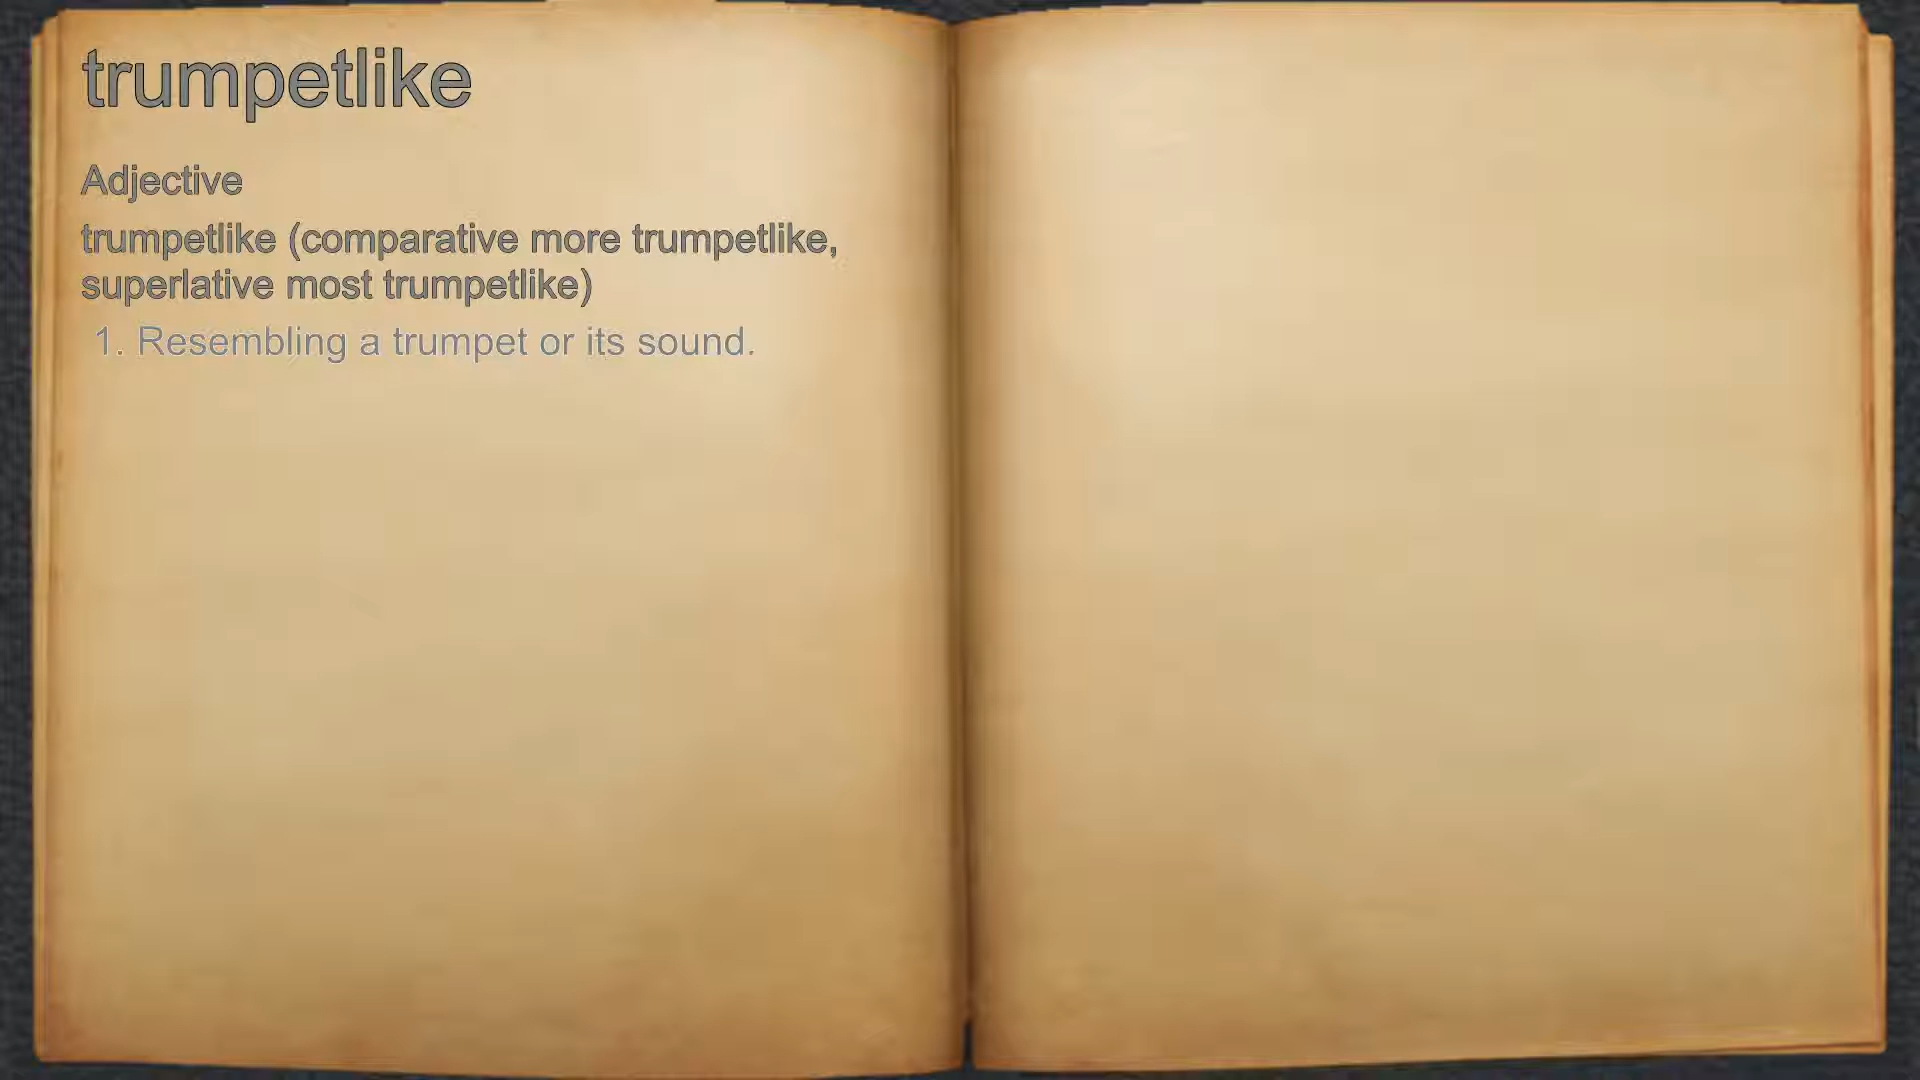 trumpetlike
Adjective
trumpetlike (comparative more trumpetlike,
superlative most trumpetlike)
1. Resembling a trumpet or its sound.